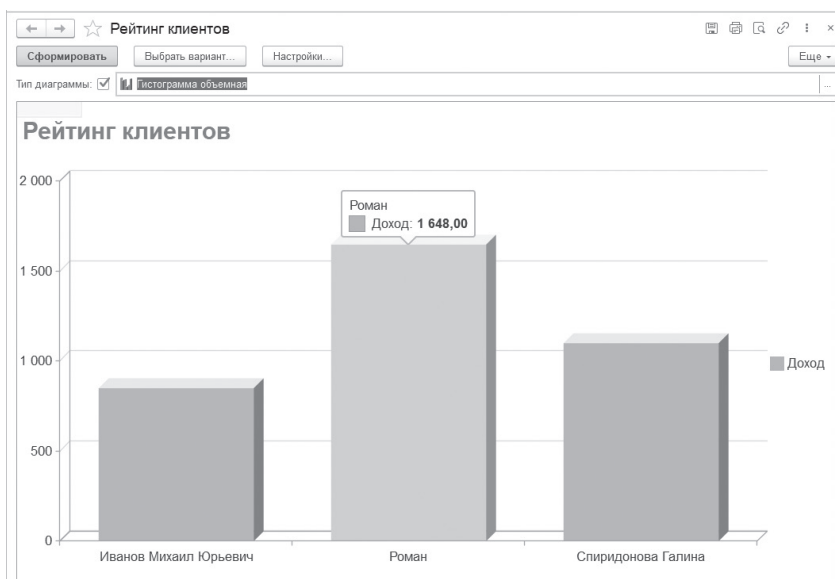 Рейтинг клиентов
Сформировать Выбрать вариант... Настройки... Еще
Тип диаграммы: Гистограмма объемная ...
Рейтинг клиентов
2 000
Роман
Доход: 1 648,00
1 500
1 000
Доход
500
0
Иванов Михаил Юрьевич Роман Спиридонова Галина